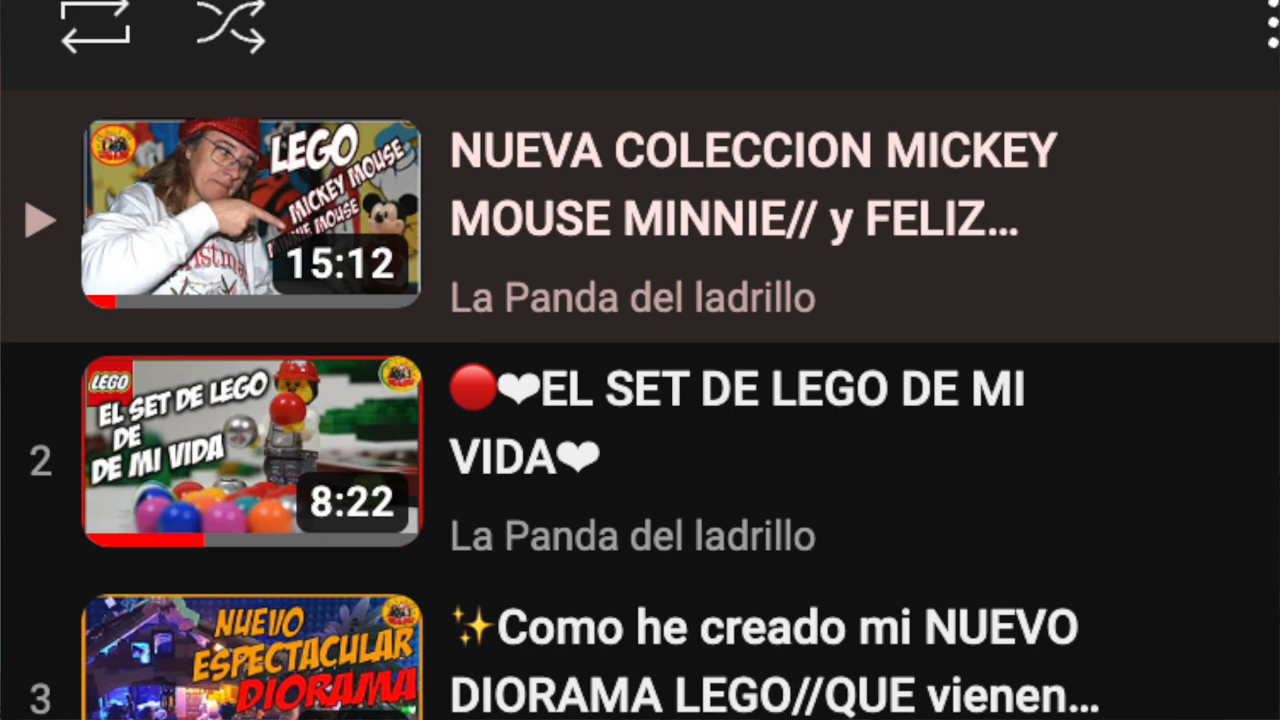 LEGO
MICKEY MOUSE
MINNIE MOUSE
15:12
NUEVA COLECCION MICKEY
MOUSE MINNIE// y FELIZ...
La Panda del ladrillo
2
LEGO
EL SET DE LEGO
DE
DE MI VIDA
8:22
🔴❤EL SET DE LEGO DE MI
VIDA❤
La Panda del ladrillo
3
NUEVO
ESPECTACULAR
DIORAMA
✨Como he creado mi NUEVO
DIORAMA LEGO//QUE vienen...